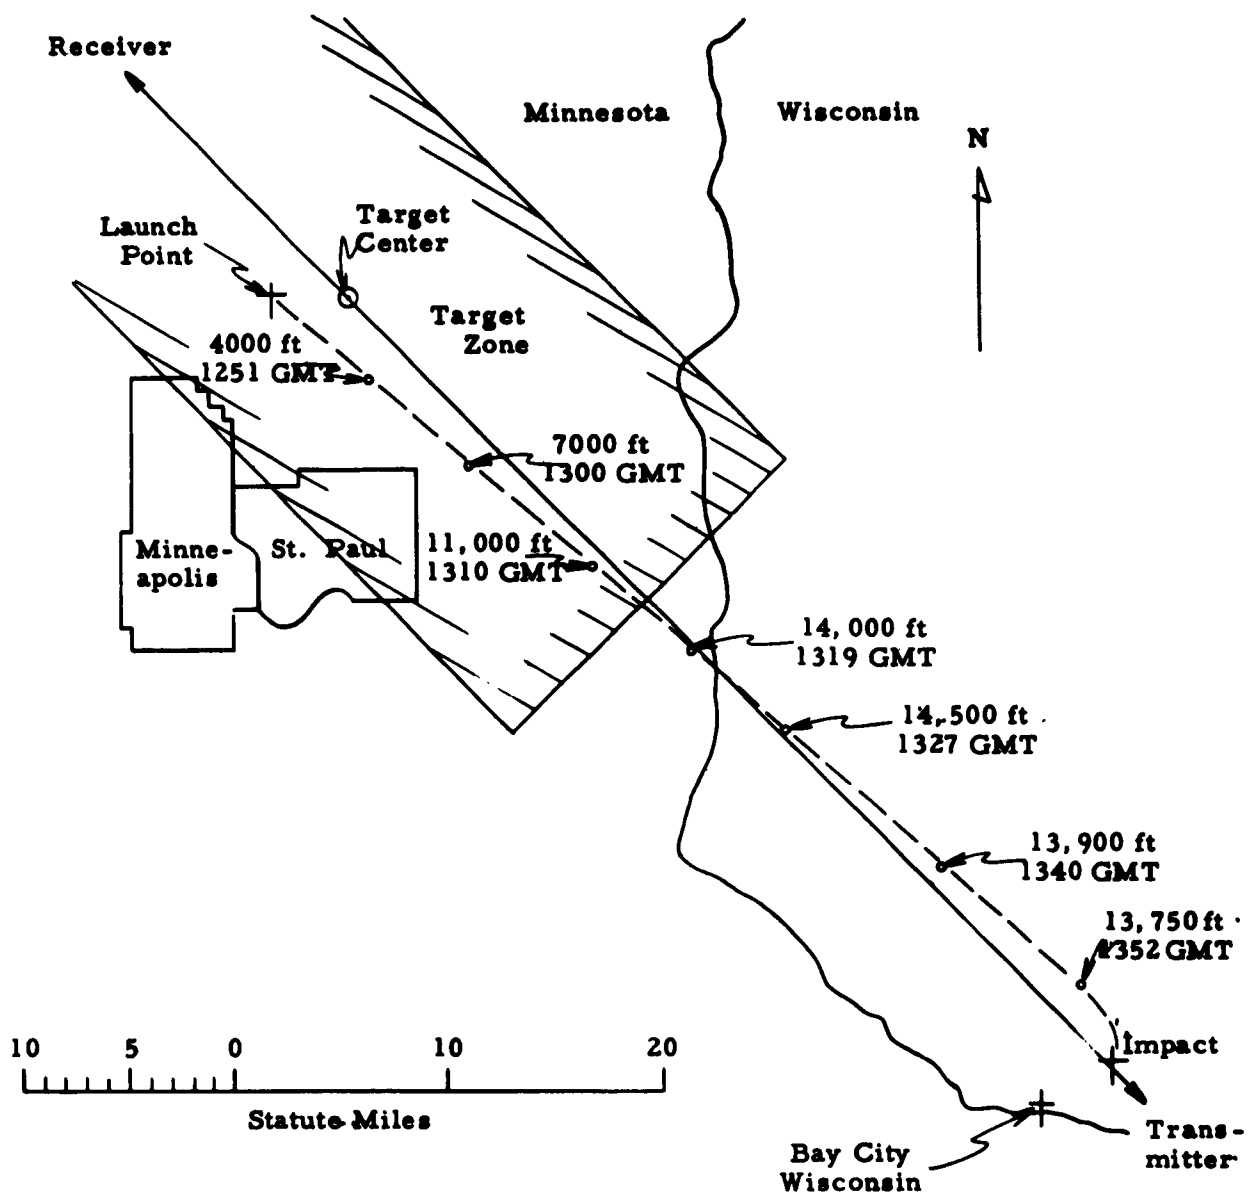 Receiver
Minnesota
Wisconsin
N
Launch
Point
Target
Center
Target
Zone
4000 ft
1251 GMT
7000 ft
1300 GMT
Minne-
apolis
St. Paul
11,000 ft
1310 GMT
14,000 ft
1319 GMT
14,500 ft
1327 GMT
13,900 ft
1340 GMT
13,750 ft
1352 GMT
Impact
10 5 0 10 20
Statute Miles
Bay City
Wisconsin
Trans-
mitter